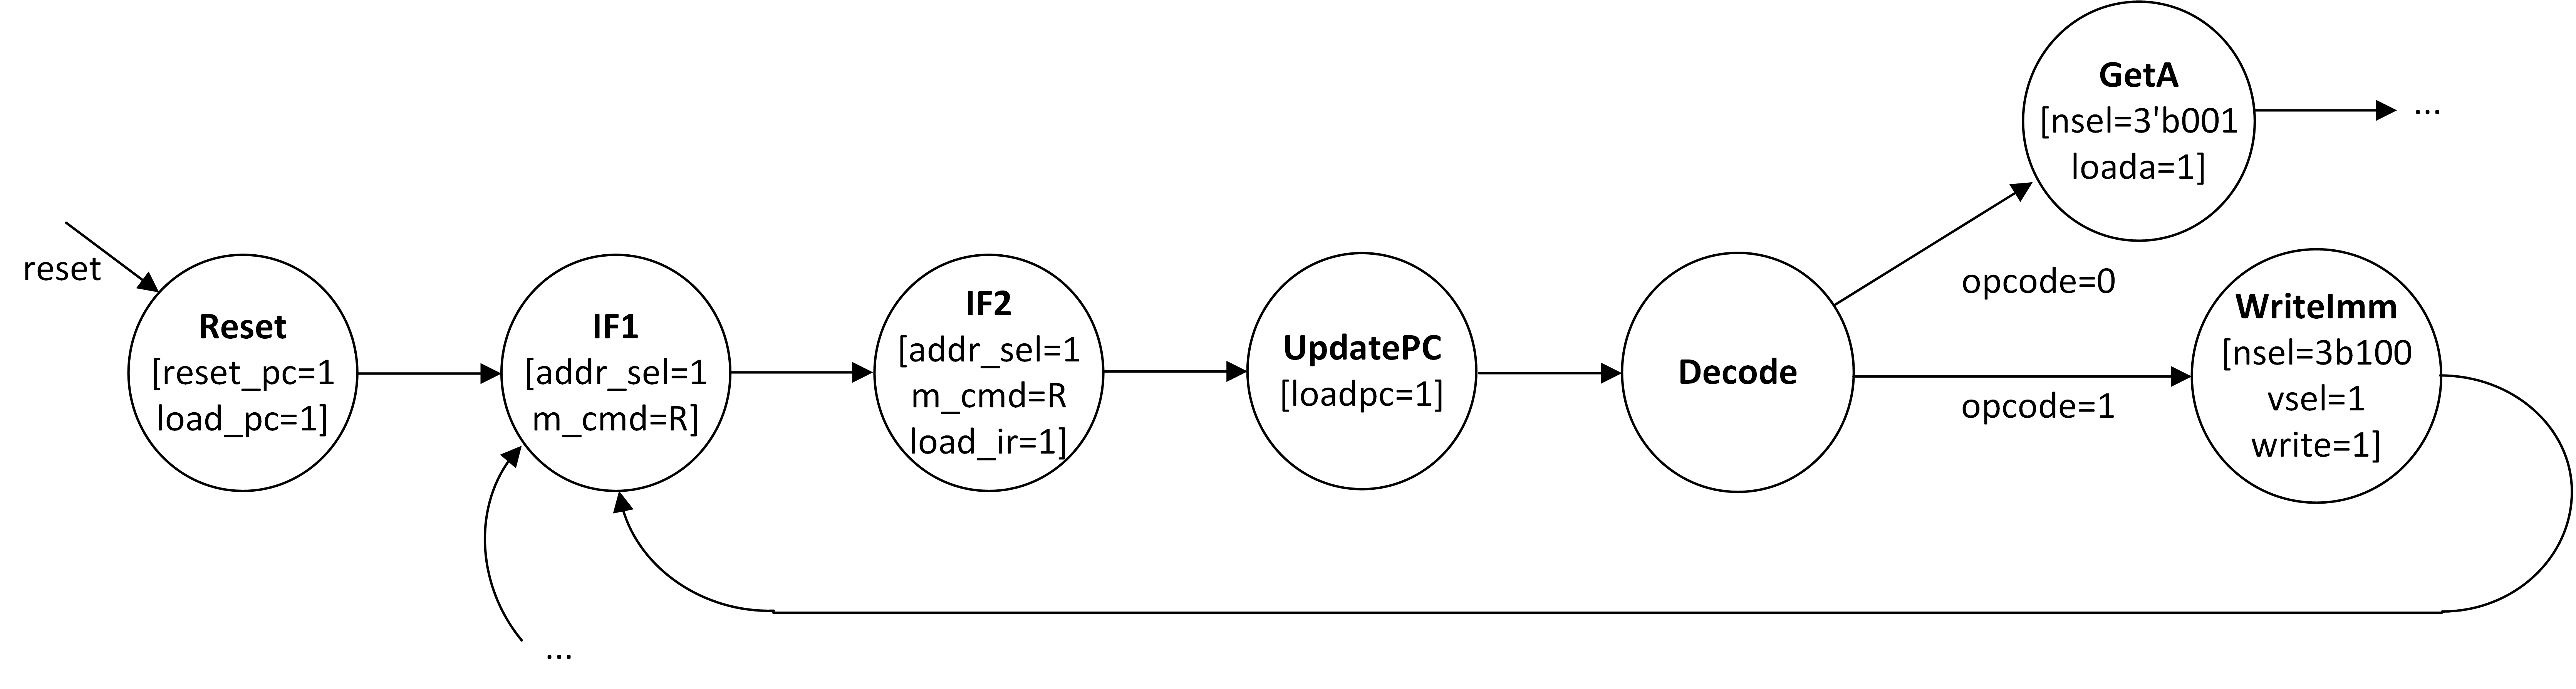 reset
Reset
[reset_pc=1
load_pc=1]
IF1
[addr_sel=1
m_cmd=R]
IF2
[addr_sel=1
m_cmd=R
load_ir=1]
UpdatePC
[loadpc=1]
Decode
opcode=0
opcode=1
GetA
[nsel=3'b001
loada=1]
...
WriteImm
[nsel=3b100
vsel=1
write=1]
...